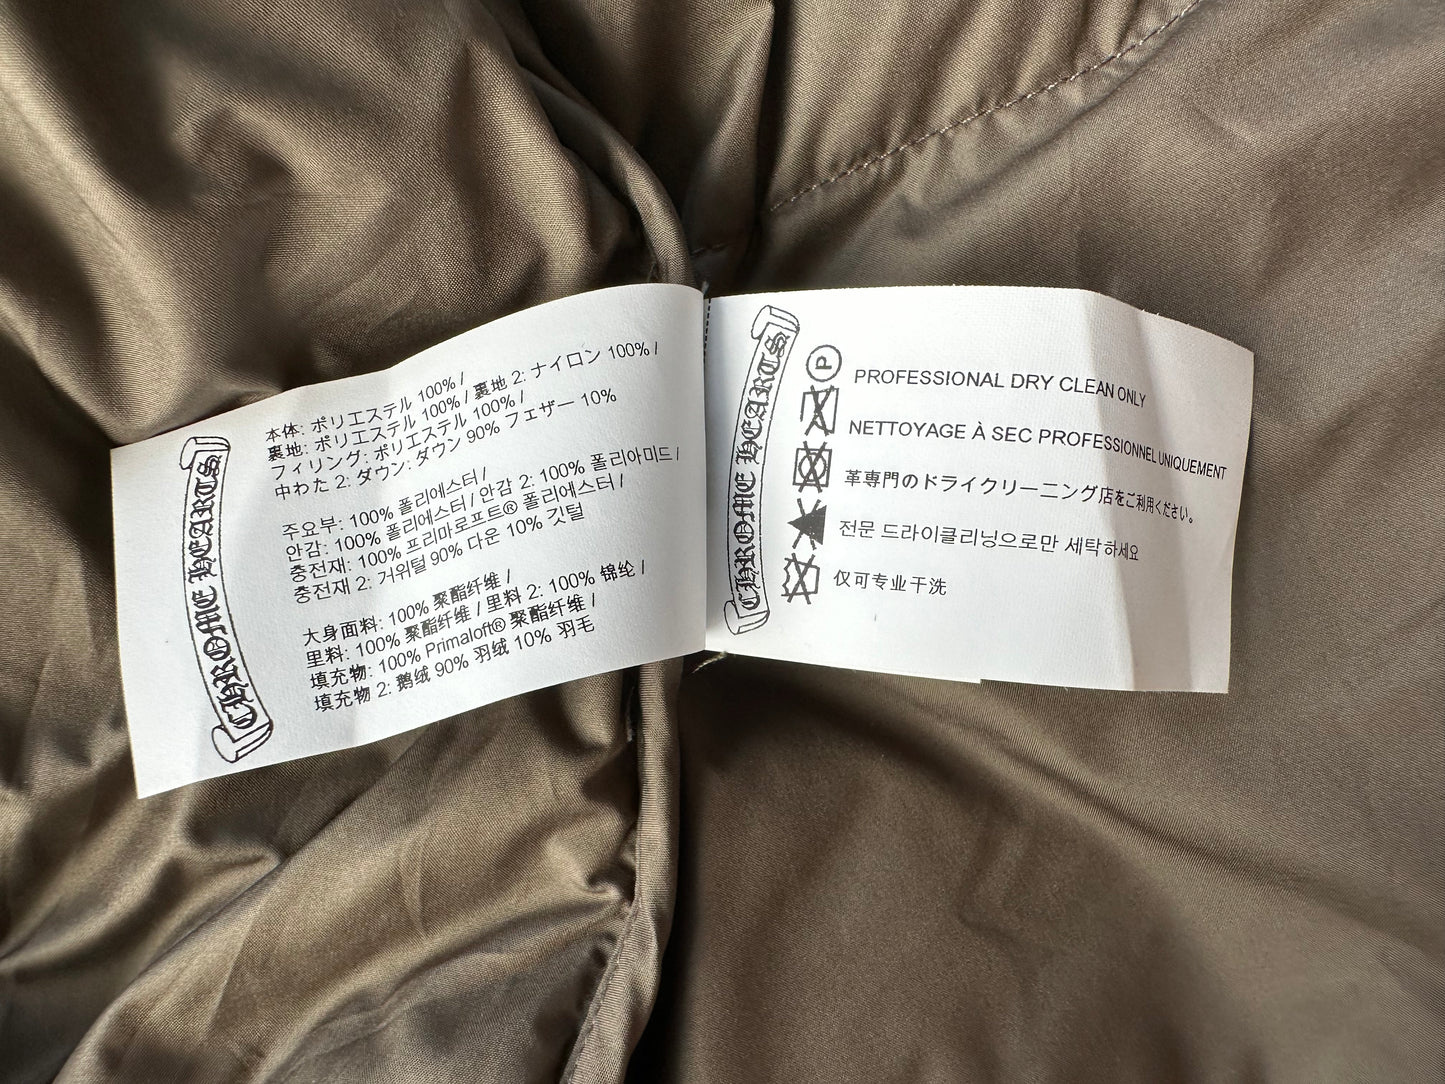 CHROME HEARTS
本体: ポリエステル 100% /
裏地: ポリエステル 100% / 裏地 2: ナイロン 100% /
フィリング: ポリエステル 100% /
中わた 2: ダウン: ダウン 90% フェザー 10%
주요부: 100% 폴리에스터 /
안감: 100% 폴리에스터 / 안감 2: 100% 폴리아미드 /
충전재: 100% 프리마로프트® 폴리에스터 /
충전재 2: 거위털 90% 다운 10% 깃털
大身面料: 100% 聚酯纤维 /
里料: 100% 聚酯纤维 / 里料 2: 100% 锦纶 /
填充物: 100% Primaloft® 聚酯纤维 /
填充物 2: 鹅绒 90% 羽绒 10% 羽毛
CHROME HEARTS
P PROFESSIONAL DRY CLEAN ONLY
NETTOYAGE À SEC PROFESSIONNEL UNIQUEMENT
革専門のドライクリーニング店をご利用ください。
전문 드라이클리닝으로만 세탁하세요
仅可专业干洗